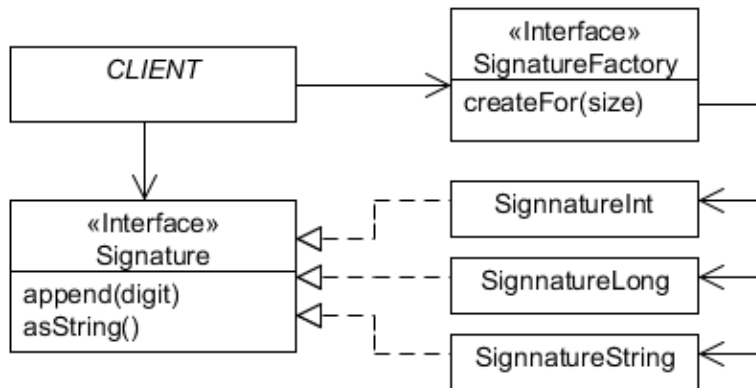 CLIENT
«Interface»
SignatureFactory
createFor(size)
«Interface»
Signature
append(digit)
asString()
SignnatureInt
SignnatureLong
SignnatureString